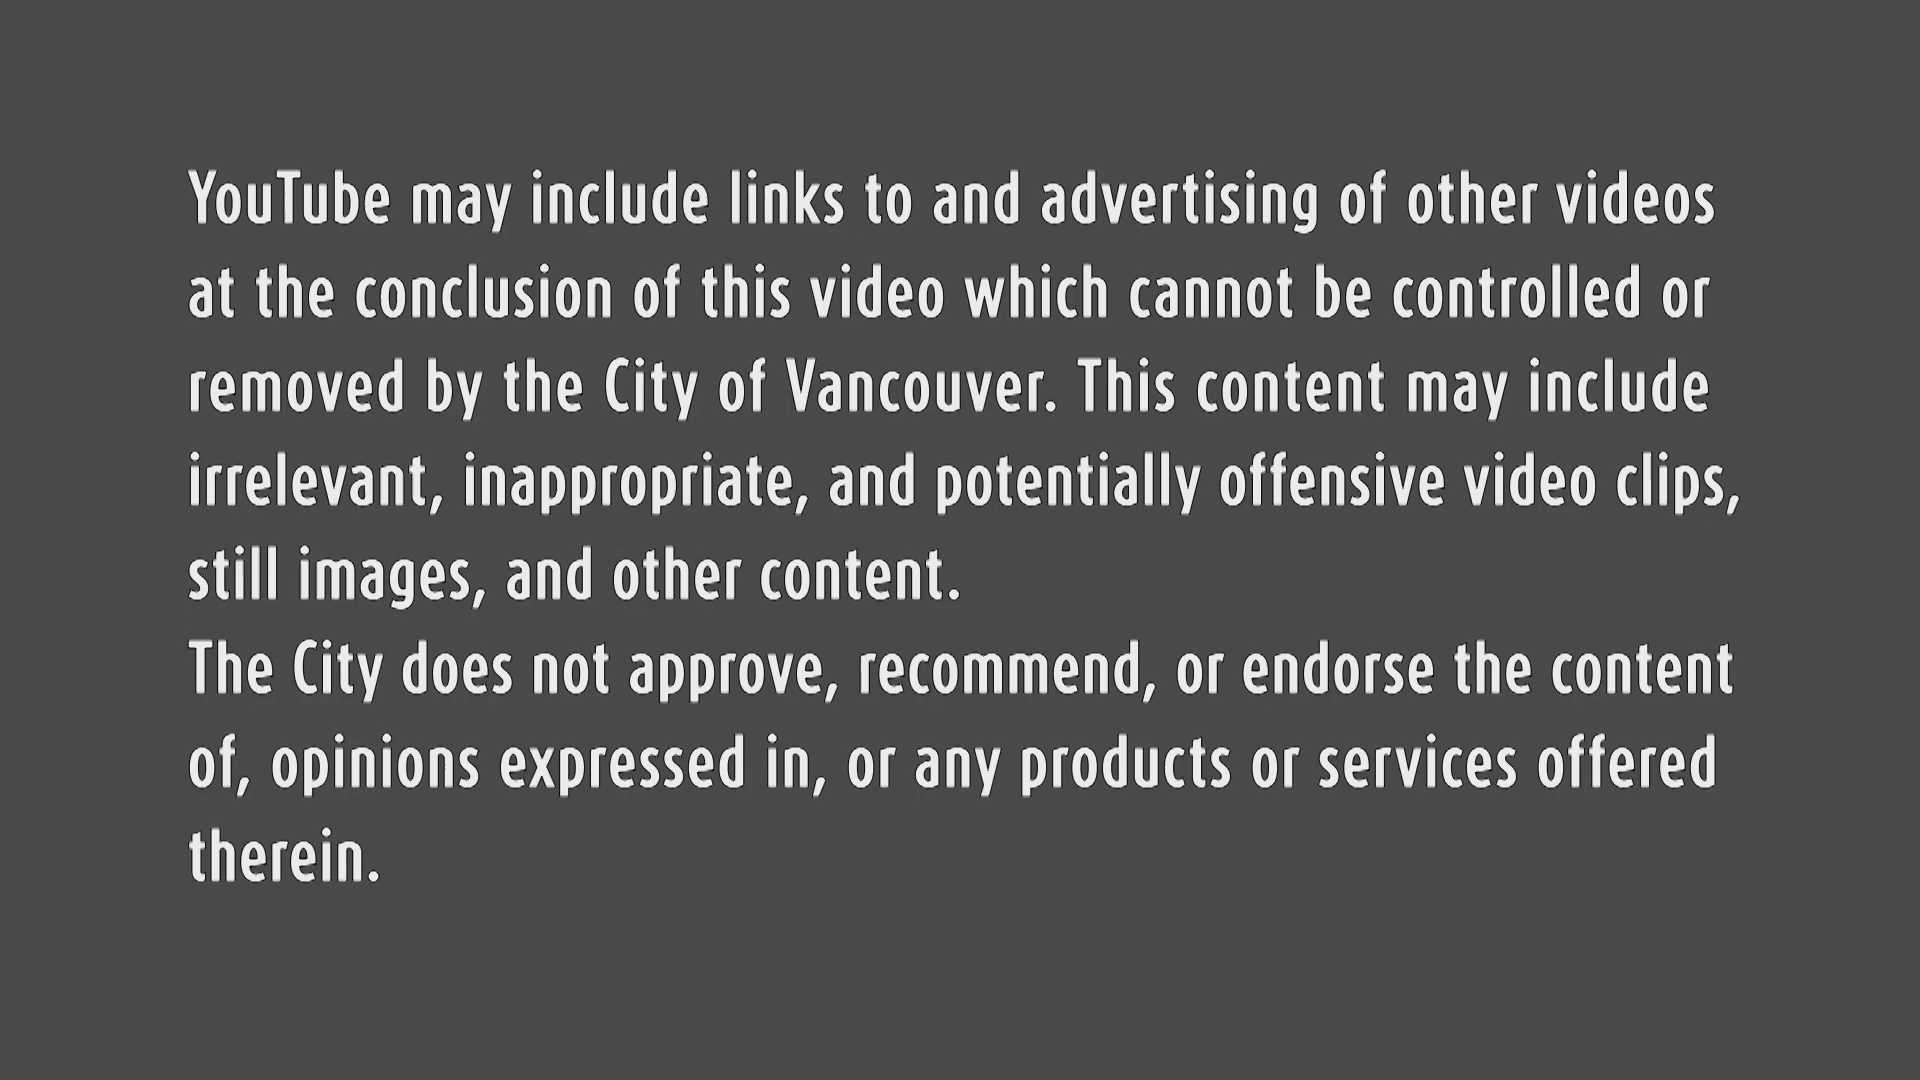 YouTube may include links to and advertising of other videos
at the conclusion of this video which cannot be controlled or
removed by the City of Vancouver. This content may include
irrelevant, inappropriate, and potentially offensive video clips,
still images, and other content.
The City does not approve, recommend, or endorse the content
of, opinions expressed in, or any products or services offered
therein.